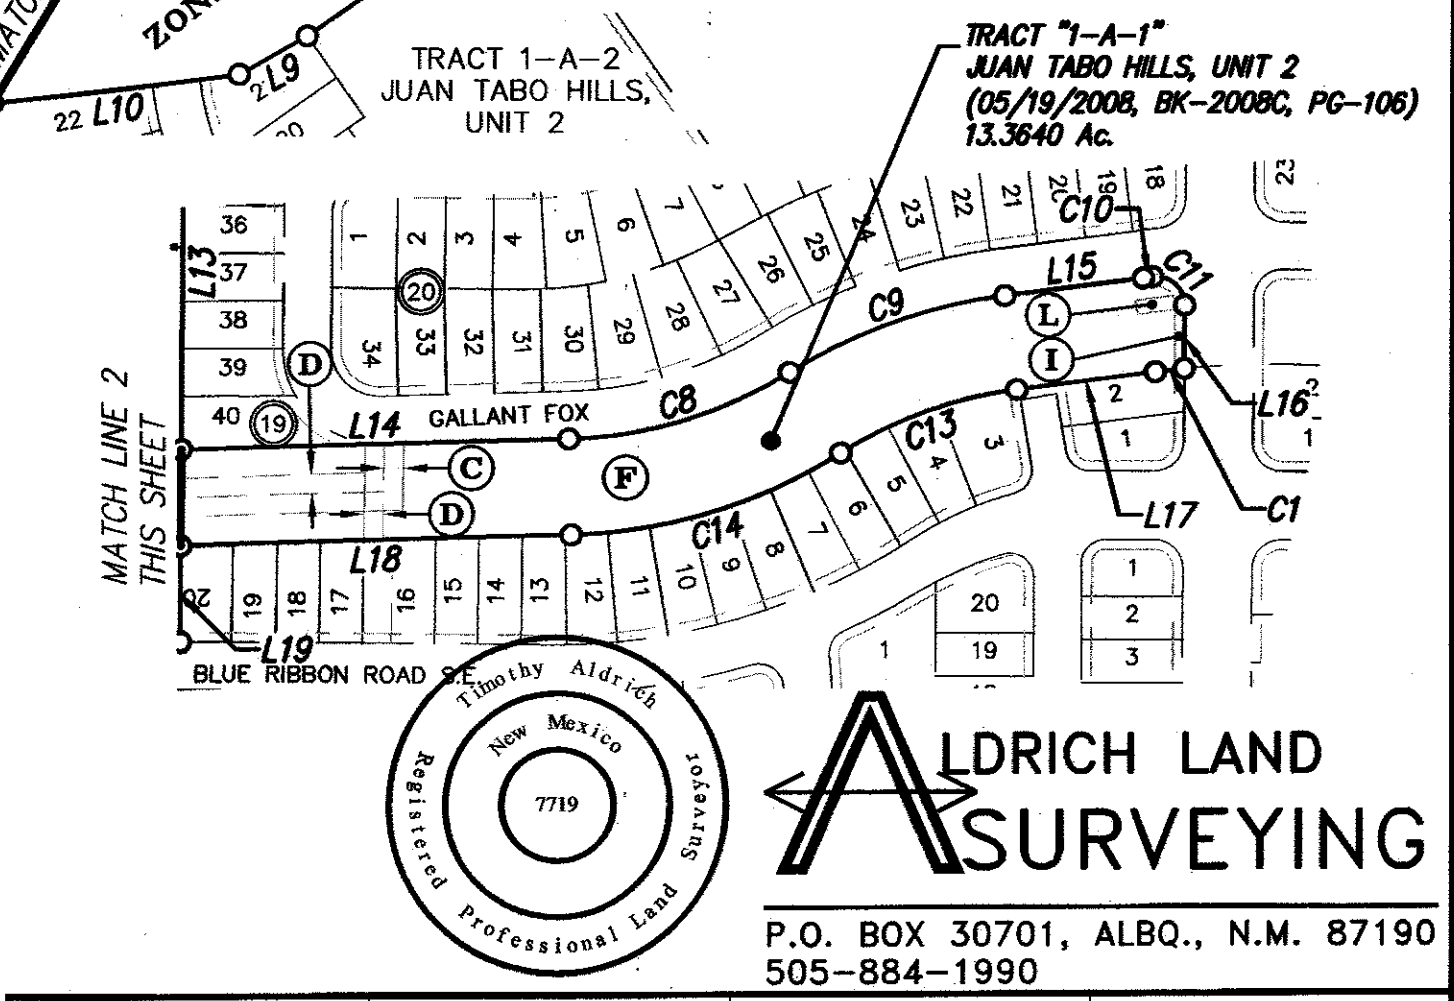 L9
22 L10
TRACT 1-A-2
JUAN TABO HILLS,
UNIT 2
TRACT "1-A-1"
JUAN TABO HILLS, UNIT 2
(05/19/2008, BK-2008C, PG-106)
13.3640 Ac.
L13
36
37
38
39
40
19
1
2
3
4
5
6
7
20
34
33
32
31
30
29
28
27
26
25
24
23
22
21
19
18
23
C10
C11
L15
C9
L
I
L16
C8
D
L14
GALLANT FOX
C
F
D
C13
C14
L18
L17
C1
2
1
3
4
5
6
7
8
9
10
11
12
13
14
15
16
17
18
19
20
MATCH LINE 2
THIS SHEET
L19
BLUE RIBBON ROAD S.E.
1
20
19
1
2
3
1
Timothy Aldrich
New Mexico
7719
Registered Professional Land Surveyor
ALDRICH LAND
SURVEYING
P.O. BOX 30701, ALBQ., N.M. 87190
505-884-1990